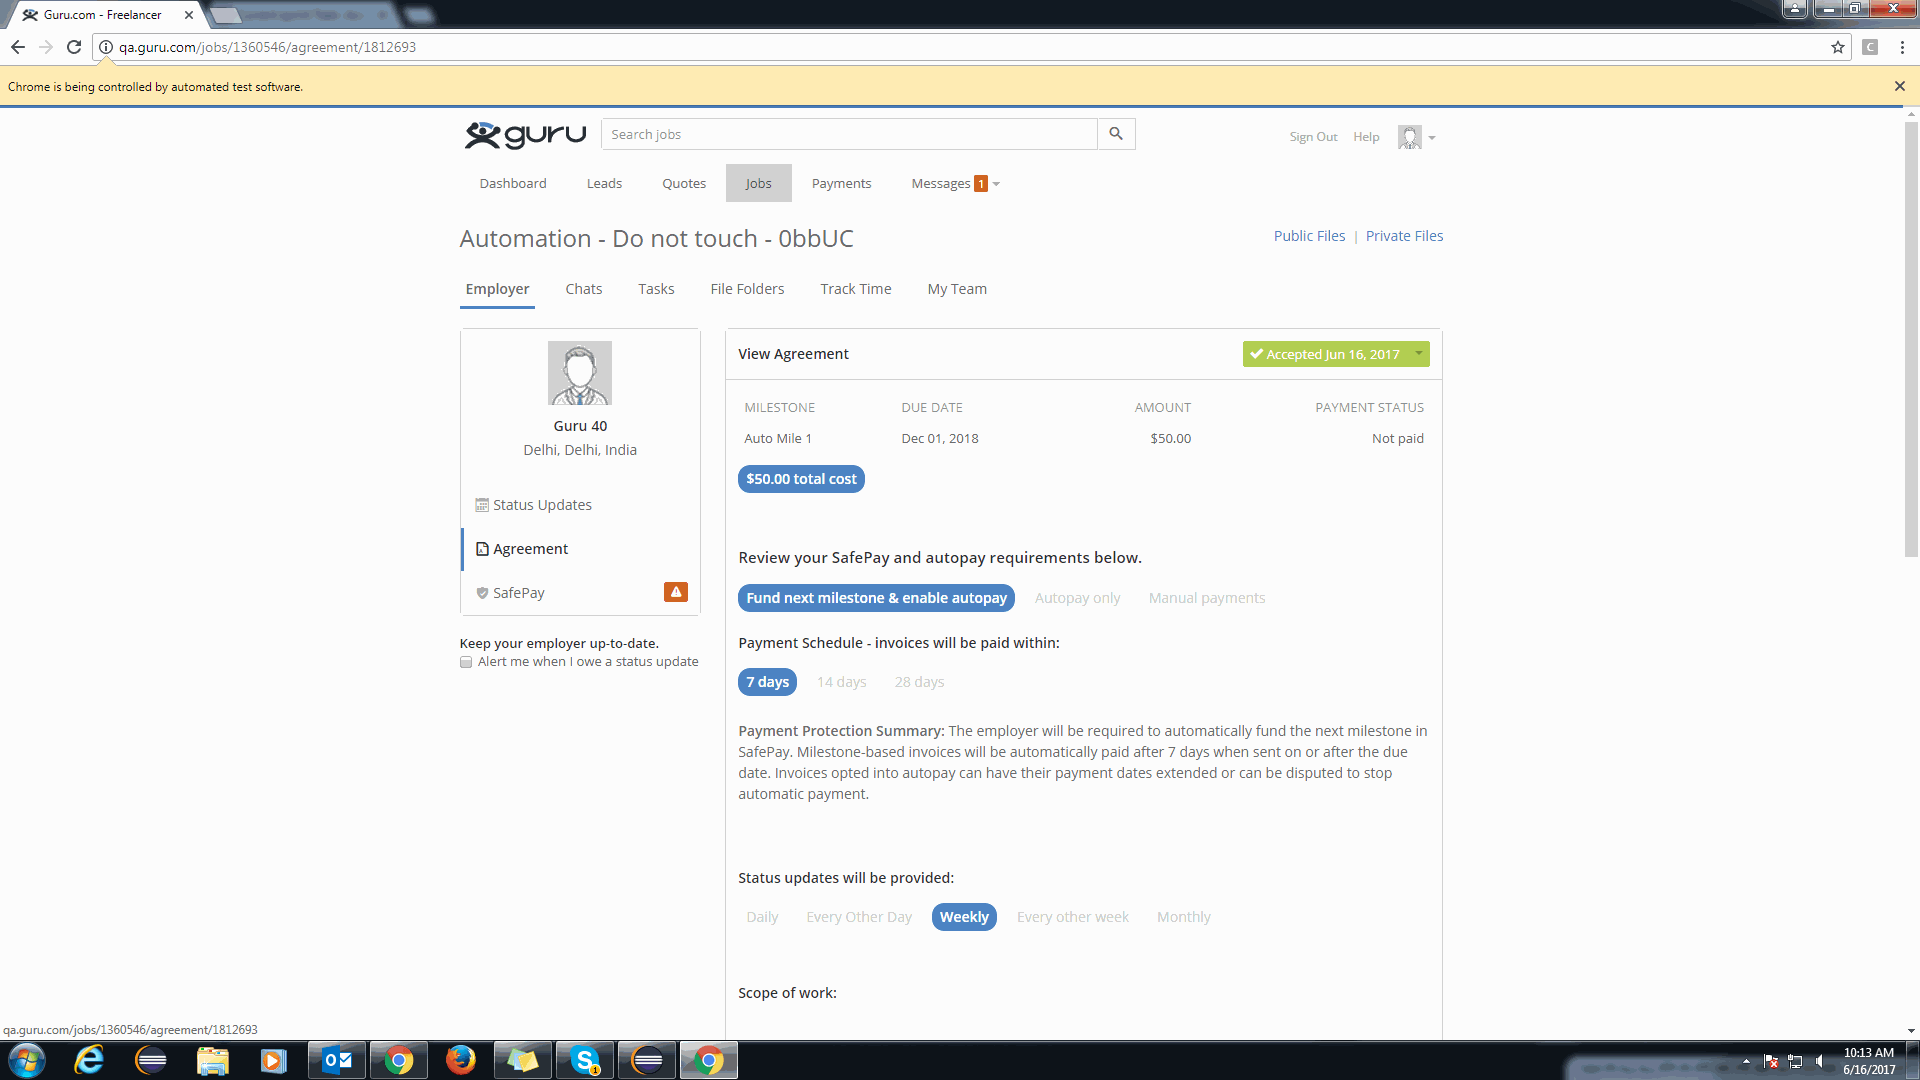 Guru.com - Freelancer
qa.guru.com/jobs/1360546/agreement/1812693
C
Chrome is being controlled by automated test software.
guru
Search jobs
Sign Out Help
Dashboard Leads Quotes Jobs Payments Messages 1
Automation - Do not touch - 0bbUC
Public Files | Private Files
Employer Chats Tasks File Folders Track Time My Team
Guru 40
Delhi, Delhi, India
Status Updates
Agreement
SafePay
Keep your employer up-to-date.
Alert me when I owe a status update
View Agreement
Accepted Jun 16, 2017
MILESTONE DUE DATE AMOUNT PAYMENT STATUS
Auto Mile 1 Dec 01, 2018 $50.00 Not paid
$50.00 total cost
Review your SafePay and autopay requirements below.
Fund next milestone & enable autopay Autopay only Manual payments
Payment Schedule - invoices will be paid within:
7 days 14 days 28 days
Payment Protection Summary: The employer will be required to automatically fund the next milestone in
SafePay. Milestone-based invoices will be automatically paid after 7 days when sent on or after the due
date. Invoices opted into autopay can have their payment dates extended or can be disputed to stop
automatic payment.
Status updates will be provided:
Daily Every Other Day Weekly Every other week Monthly
Scope of work:
qa.guru.com/jobs/1360546/agreement/1812693
10:13 AM
6/16/2017